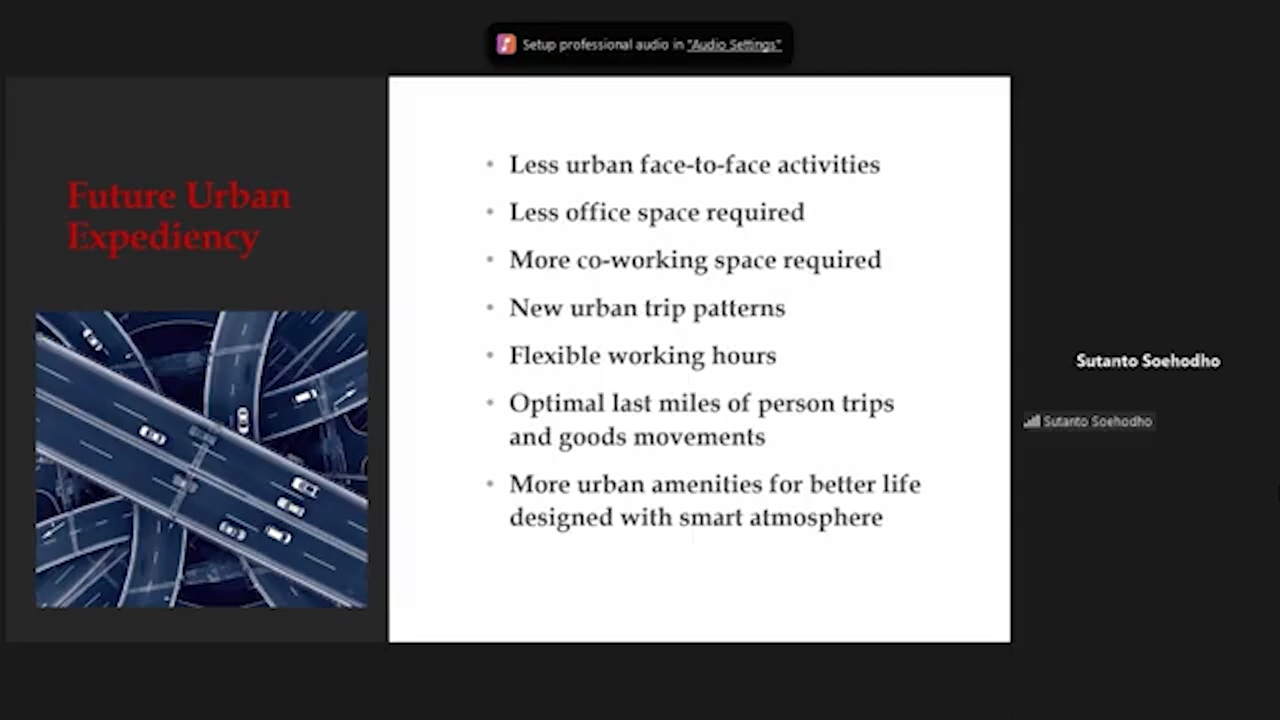 Setup professional audio in "Audio Settings"
Future Urban
Expediency
• Less urban face-to-face activities
• Less office space required
• More co-working space required
• New urban trip patterns
• Flexible working hours
• Optimal last miles of person trips
and goods movements
• More urban amenities for better life
designed with smart atmosphere
Sutanto Soehodho
Sutanto Soehodho